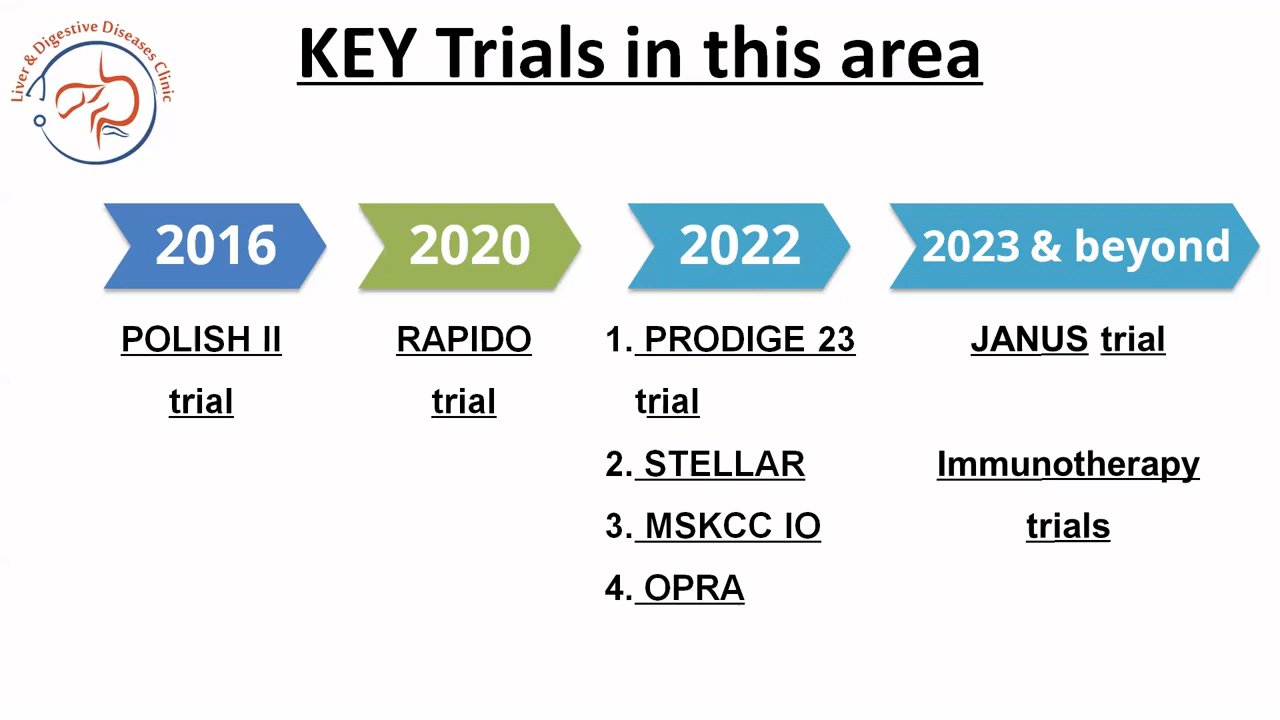 Liver & Digestive Diseases Clinic
KEY Trials in this area
2016
POLISH II
trial
2020
RAPIDO
trial
2022
1. PRODIGE 23
trial
2. STELLAR
3. MSKCC IO
4. OPRA
2023 & beyond
JANUS trial
Immunotherapy
trials